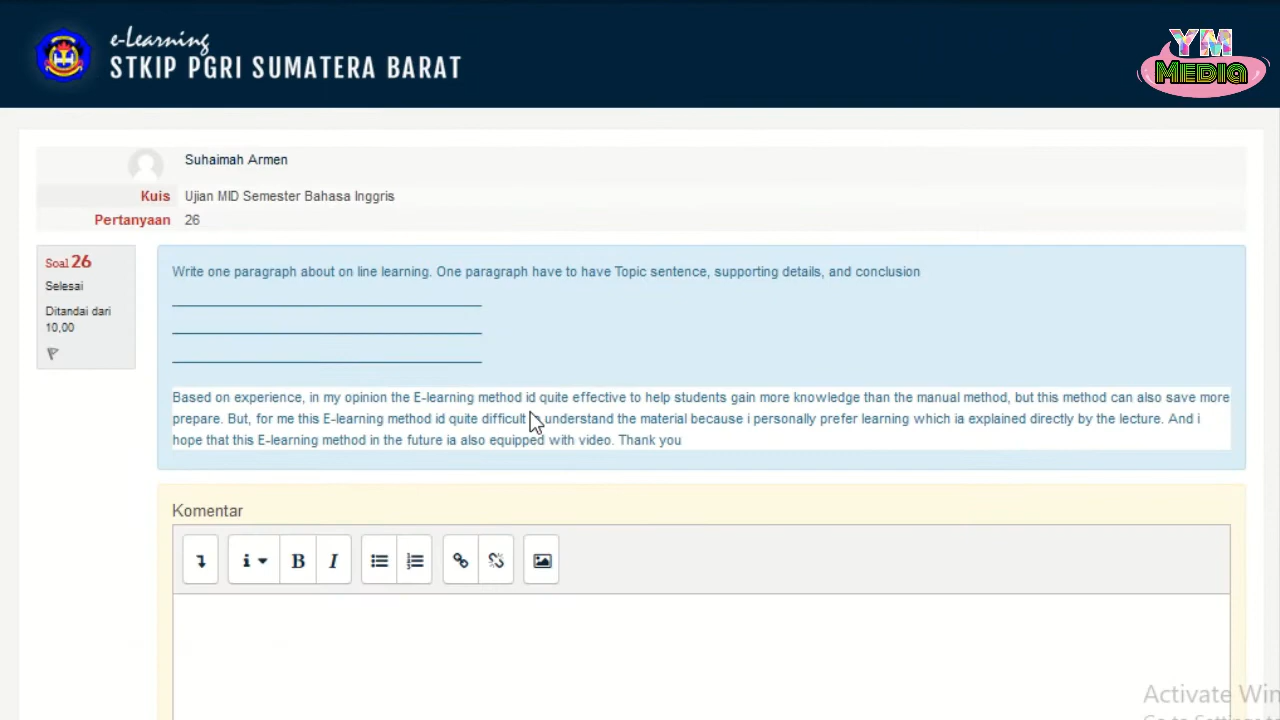 e-learning
STKIP PGRI SUMATERA BARAT
YM
MEDIA
Suhaimah Armen
Kuis Ujian MID Semester Bahasa Inggris
Pertanyaan 26
Soal 26
Selesai
Ditandai dari
10,00
Write one paragraph about on line learning. One paragraph have to have Topic sentence, supporting details, and conclusion
Based on experience, in my opinion the E-learning method id quite effective to help students gain more knowledge than the manual method, but this method can also save more
prepare. But, for me this E-learning method id quite difficult understand the material because i personally prefer learning which ia explained directly by the lecture. And i
hope that this E-learning method in the future ia also equipped with video. Thank you
Komentar
i B I
Activate Win